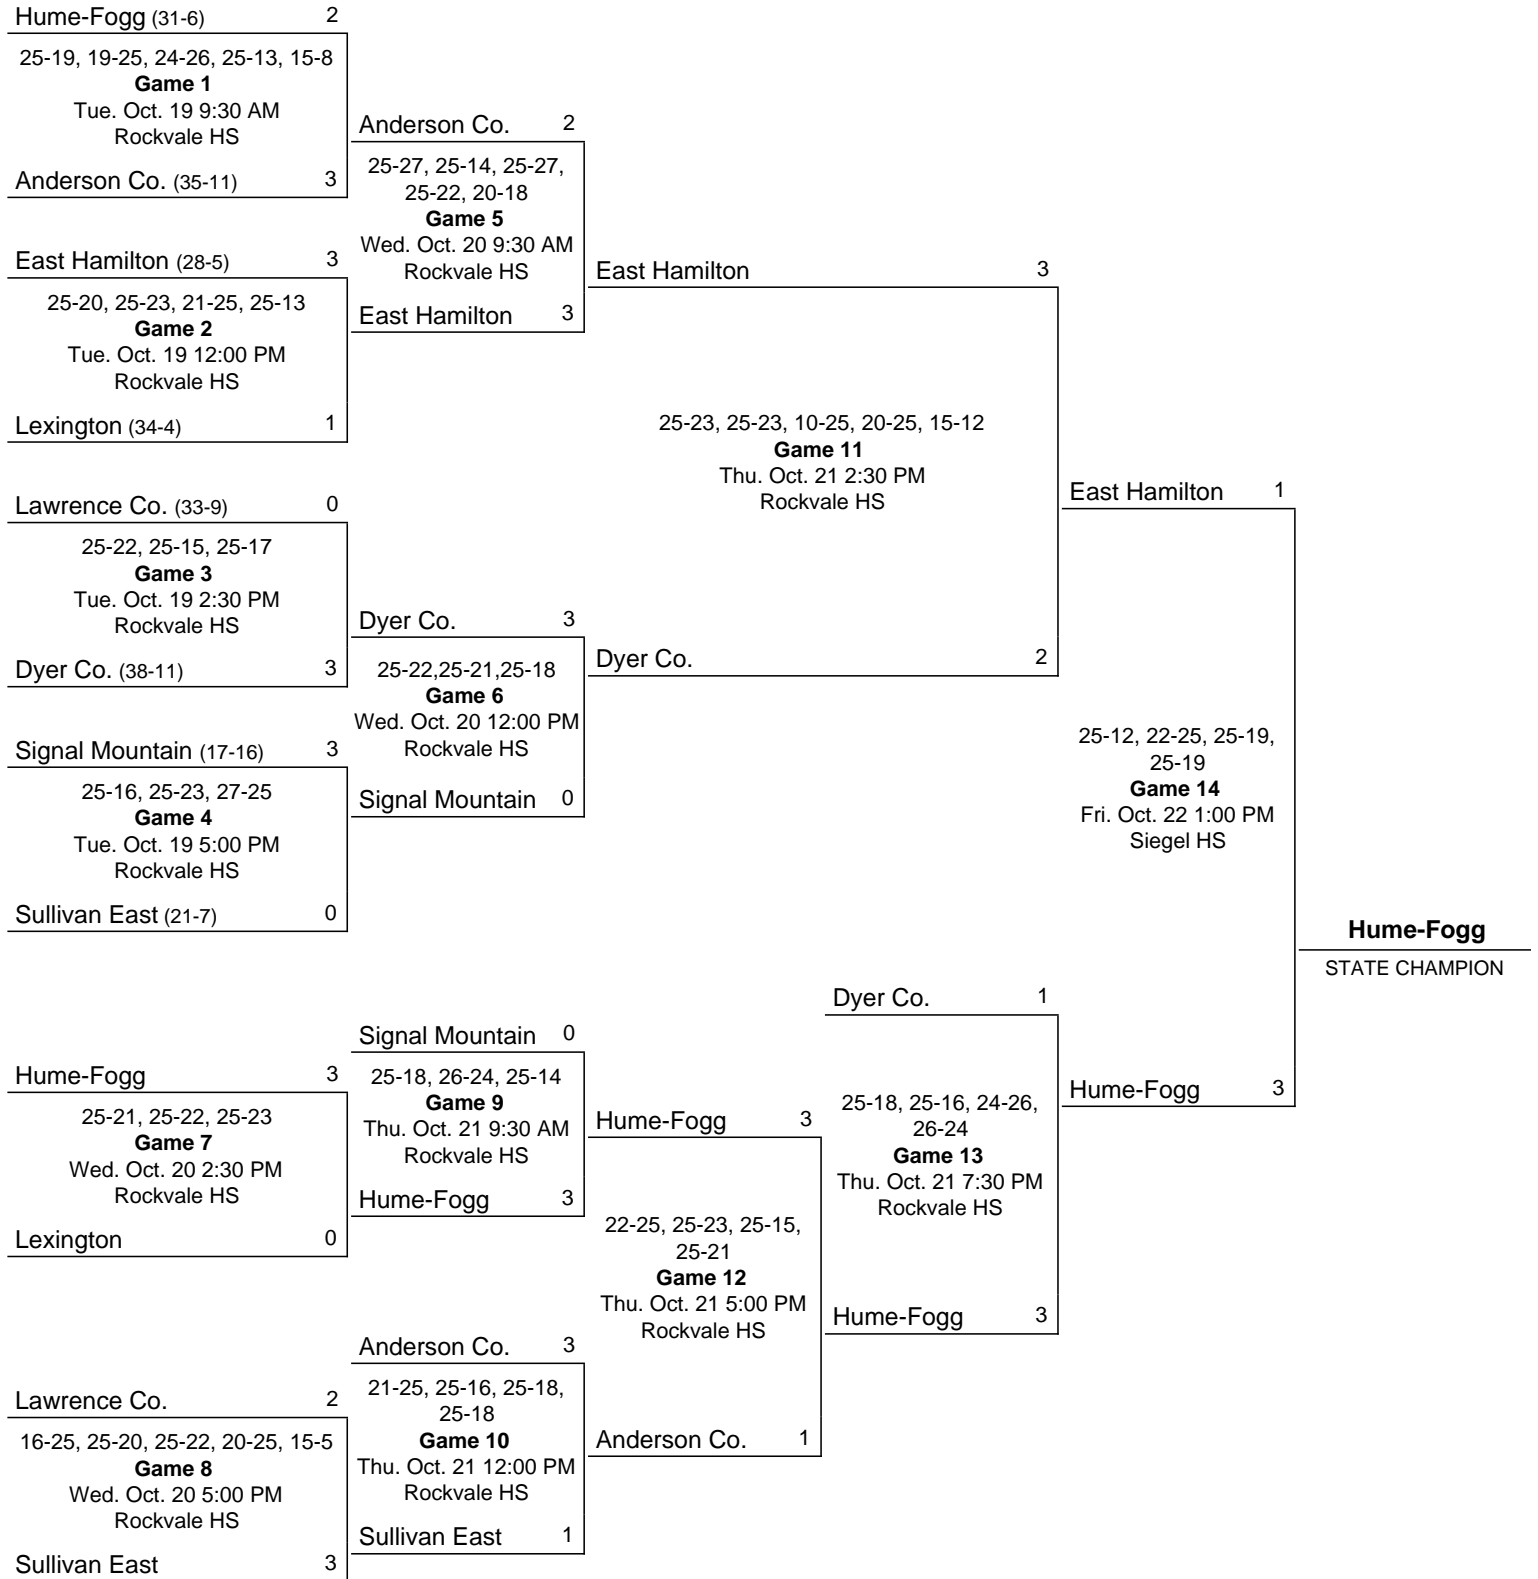 Hume-Fogg (31-6) 2
25-19, 19-25, 24-26, 25-13, 15-8
Game 1
Tue. Oct. 19 9:30 AM
Rockvale HS
Anderson Co. (35-11) 3
East Hamilton (28-5) 3
25-20, 25-23, 21-25, 25-13
Game 2
Tue. Oct. 19 12:00 PM
Rockvale HS
Lexington (34-4) 1
Lawrence Co. (33-9) 0
25-22, 25-15, 25-17
Game 3
Tue. Oct. 19 2:30 PM
Rockvale HS
Dyer Co. (38-11) 3
Signal Mountain (17-16) 3
25-16, 25-23, 27-25
Game 4
Tue. Oct. 19 5:00 PM
Rockvale HS
Sullivan East (21-7) 0
Anderson Co. 2
25-27, 25-14, 25-27,
25-22, 20-18
Game 5
Wed. Oct. 20 9:30 AM
Rockvale HS
East Hamilton 3
Dyer Co. 3
25-22,25-21,25-18
Game 6
Wed. Oct. 20 12:00 PM
Rockvale HS
Signal Mountain 0
East Hamilton 3
25-23, 25-23, 10-25, 20-25, 15-12
Game 11
Thu. Oct. 21 2:30 PM
Rockvale HS
Dyer Co. 2
East Hamilton 1
25-12, 22-25, 25-19,
25-19
Game 14
Fri. Oct. 22 1:00 PM
Siegel HS
Hume-Fogg 3
Hume-Fogg
STATE CHAMPION
Hume-Fogg 3
25-21, 25-22, 25-23
Game 7
Wed. Oct. 20 2:30 PM
Rockvale HS
Lexington 0
Lawrence Co. 2
16-25, 25-20, 25-22, 20-25, 15-5
Game 8
Wed. Oct. 20 5:00 PM
Rockvale HS
Sullivan East 3
Signal Mountain 0
25-18, 26-24, 25-14
Game 9
Thu. Oct. 21 9:30 AM
Rockvale HS
Hume-Fogg 3
Anderson Co. 3
21-25, 25-16, 25-18,
25-18
Game 10
Thu. Oct. 21 12:00 PM
Rockvale HS
Sullivan East 1
Hume-Fogg 3
22-25, 25-23, 25-15,
25-21
Game 12
Thu. Oct. 21 5:00 PM
Rockvale HS
Anderson Co. 1
Dyer Co. 1
25-18, 25-16, 24-26,
26-24
Game 13
Thu. Oct. 21 7:30 PM
Rockvale HS
Hume-Fogg 3